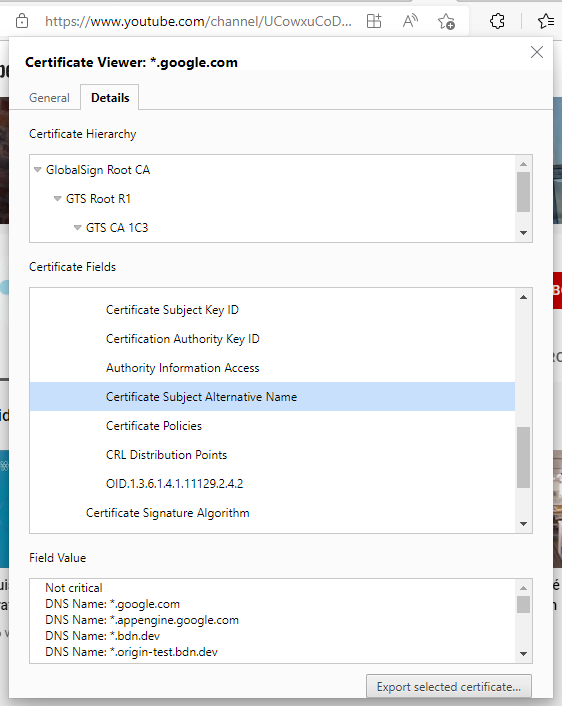 https://www.youtube.com/channel/UCowxuCoD...
Certificate Viewer: *.google.com
General
Details
Certificate Hierarchy
GlobalSign Root CA
GTS Root R1
GTS CA 1C3
Certificate Fields
Certificate Subject Key ID
Certification Authority Key ID
Authority Information Access
Certificate Subject Alternative Name
Certificate Policies
CRL Distribution Points
OID.1.3.6.1.4.1.11129.2.4.2
Certificate Signature Algorithm
Field Value
Not critical
DNS Name: *.google.com
DNS Name: *.appengine.google.com
DNS Name: *.bdn.dev
DNS Name: *.origin-test.bdn.dev
Export selected certificate...